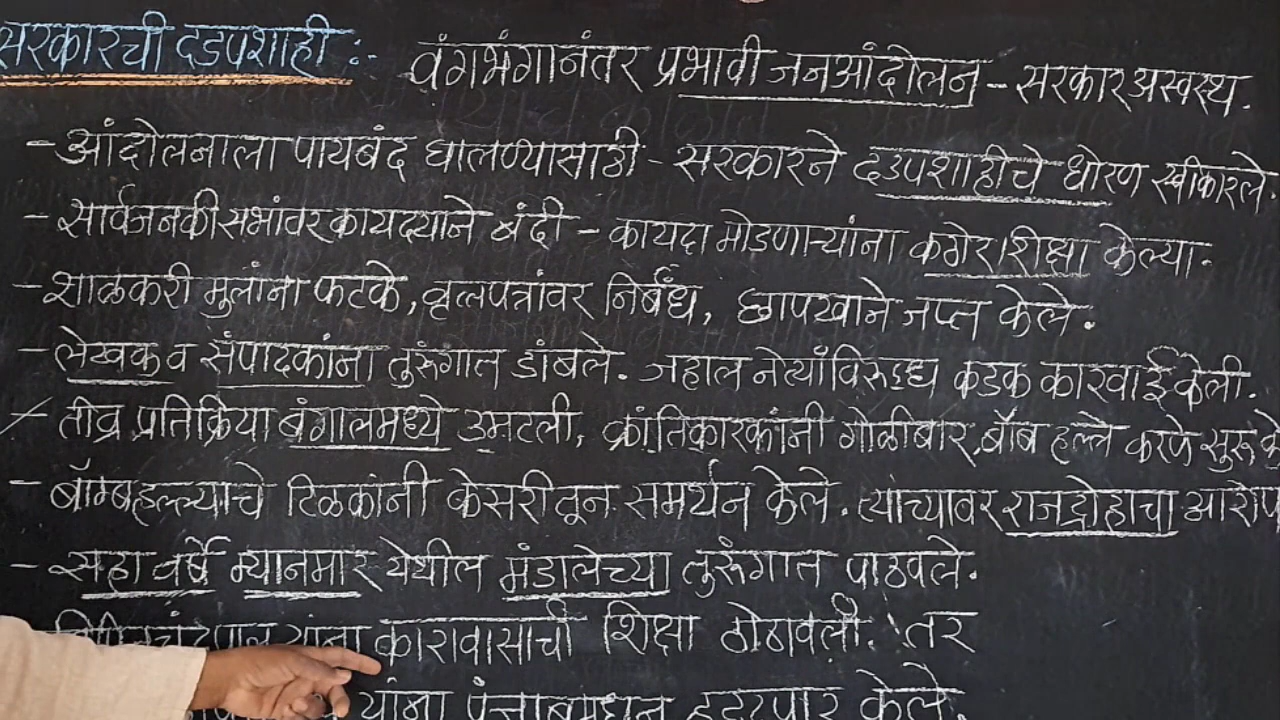 सरकारची दडपशाही :- वंगभंगानंतर प्रभावी जनआंदोलन - सरकार अस्वस्थ.
- आंदोलनाला पायबंद घालण्यासाठी - सरकारने दडपशाहीचे धोरण स्वीकारले.
- सार्वजनकी सभांवर कायदयाने बंदी - कायदा मोडणाऱ्यांना कठोर शिक्षा केल्या.
- शाळकरी मुलांना फटके, वृत्तपत्रांवर निर्बंध, छापखाने जप्त केले.
- लेखक व संपादकांना तुरूंगात डांबले. जहाल नेत्यांविरूद्ध कडक कारवाई केली.
- तीव्र प्रतिक्रिया बंगालमध्ये उमटली, क्रांतिकारकांनी गोळीबार, बॉंब हल्ले करणे सुरू के
- बॉम्बहल्ल्याचे टिळकांनी केसरीतून समर्थन केले. त्यांच्यावर राजद्रोहाचा आरोप
- सहा वर्षे म्यानमार येथील मंडालेच्या तुरूंगात पाठवले.
यांना कारावासाची शिक्षा ठोठावली. तर
यांना पंजाबमधून हद्दपार केले.